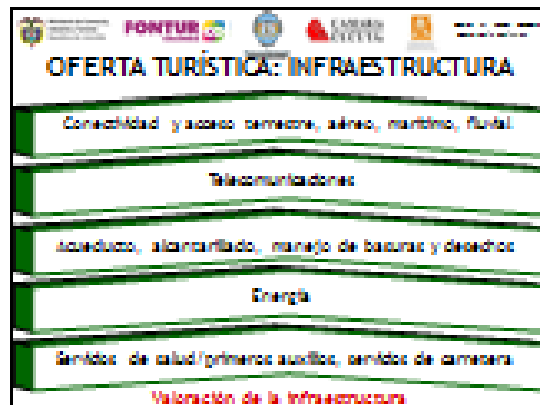 FONTUR
OFERTA TURÍSTICA: INFRAESTRUCTURA
Conectividad y acceso terrestre, aéreo, marítimo, fluvial
Telecomunicaciones
Acueducto, alcantarillado, manejo de basuras y desechos
Energía
Servicios de salud/primeros auxilios, servicios de carretera
Valoración de la infraestructura